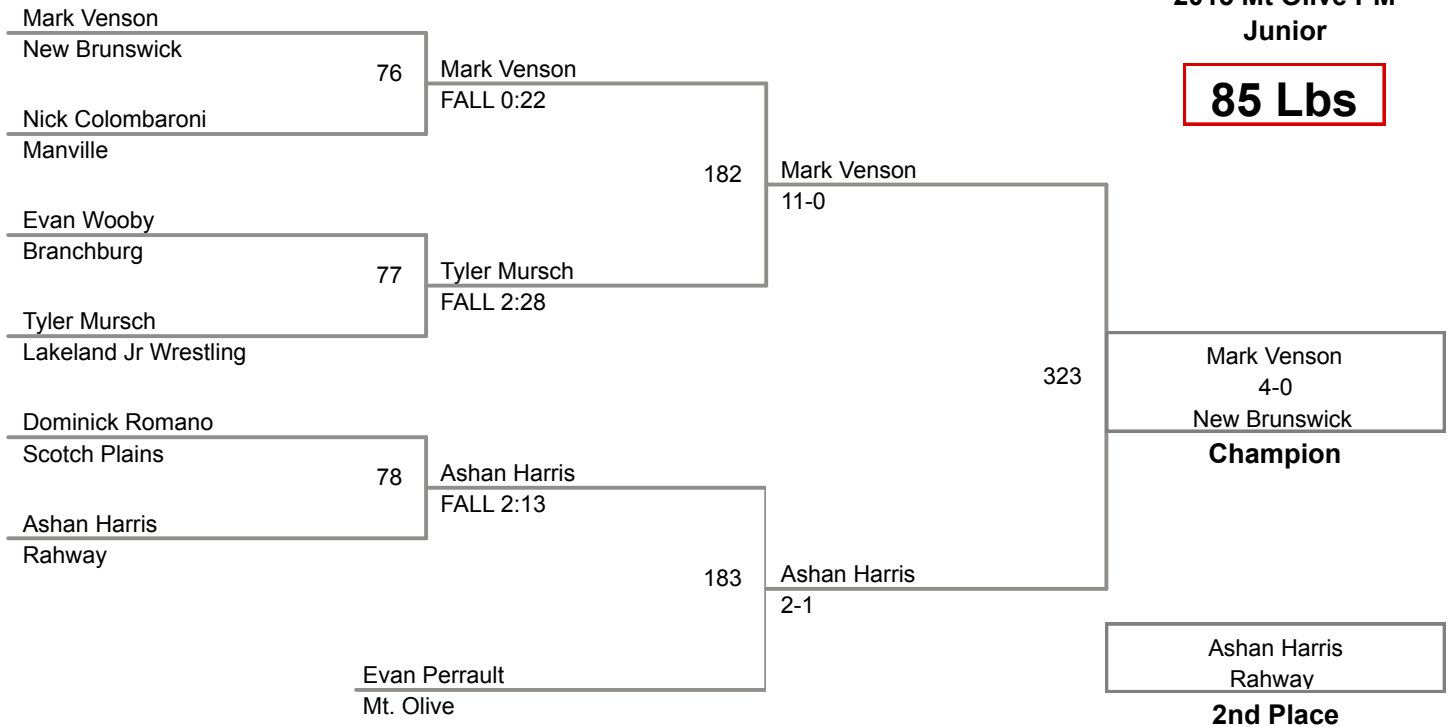 Mark Venson
New Brunswick
76
Mark Venson
FALL 0:22
Nick Colombaroni
Manville
182
Mark Venson
11-0
Evan Wooby
Branchburg
77
Tyler Mursch
FALL 2:28
Tyler Mursch
Lakeland Jr Wrestling
323
Mark Venson
4-0
New Brunswick
Champion
Dominick Romano
Scotch Plains
78
Ashan Harris
FALL 2:13
Ashan Harris
Rahway
183
Ashan Harris
2-1
Evan Perrault
Mt. Olive
Ashan Harris
Rahway
2nd Place
Junior
85 Lbs